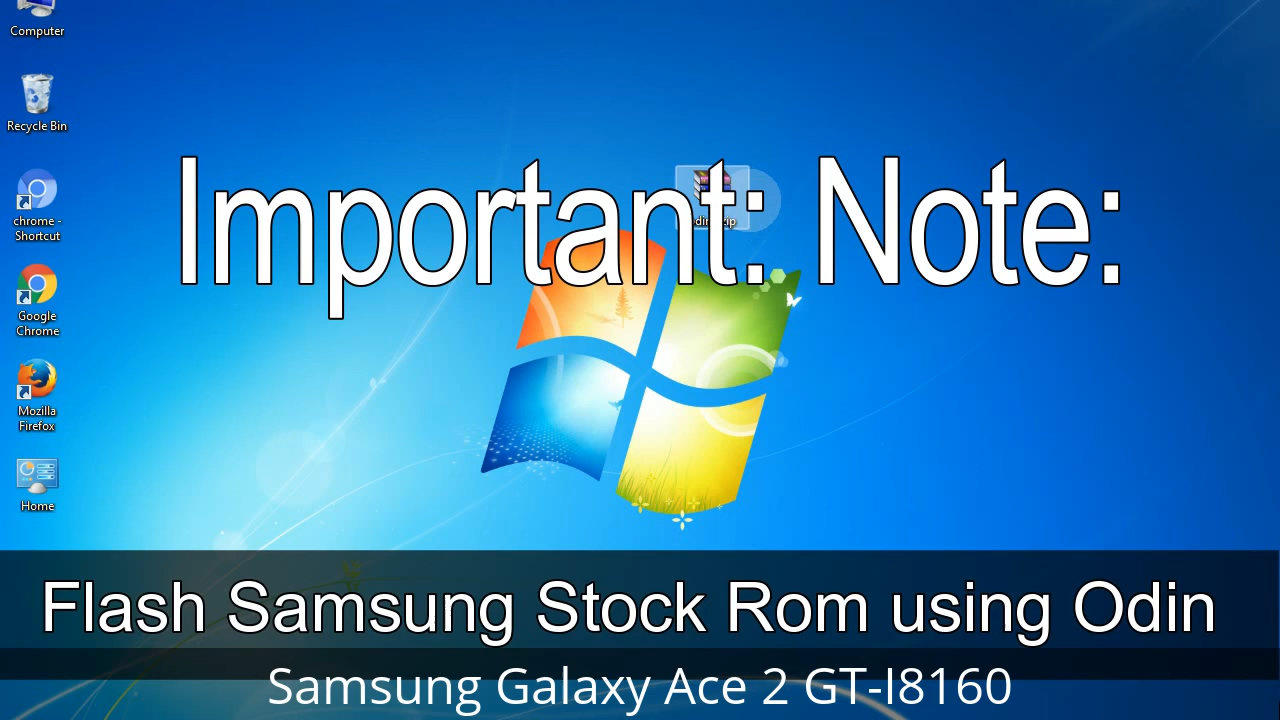 Computer
Recycle Bin
chrome -
Shortcut
Google
Chrome
Mozilla
Firefox
Home
Important: Note:
Flash Samsung Stock Rom using Odin
Samsung Galaxy Ace 2 GT-I8160